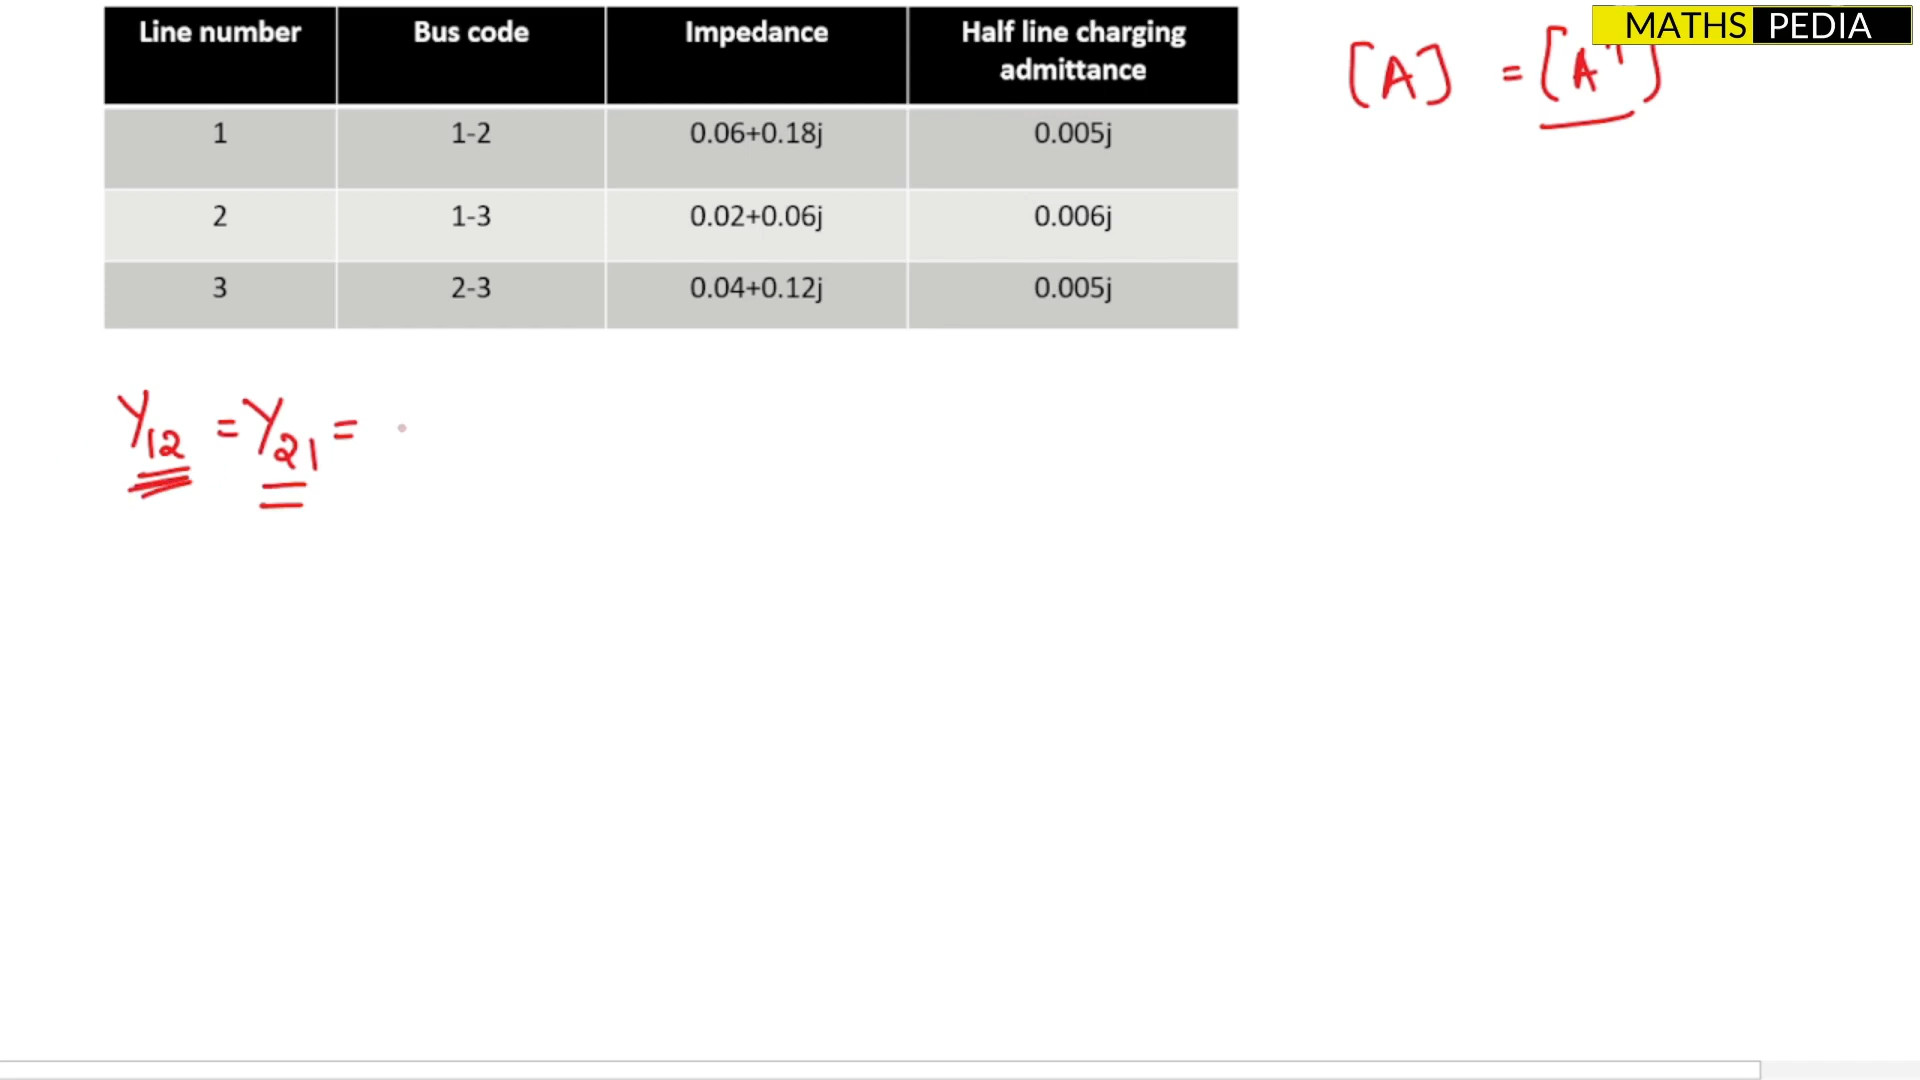 MATHS PEDIA
Line number Bus code Impedance Half line charging admittance
1 1-2 0.06+0.18j 0.005j
2 1-3 0.02+0.06j 0.006j
3 2-3 0.04+0.12j 0.005j
[A] = [Aᵀ]
Y₁₂ = Y₂₁ =